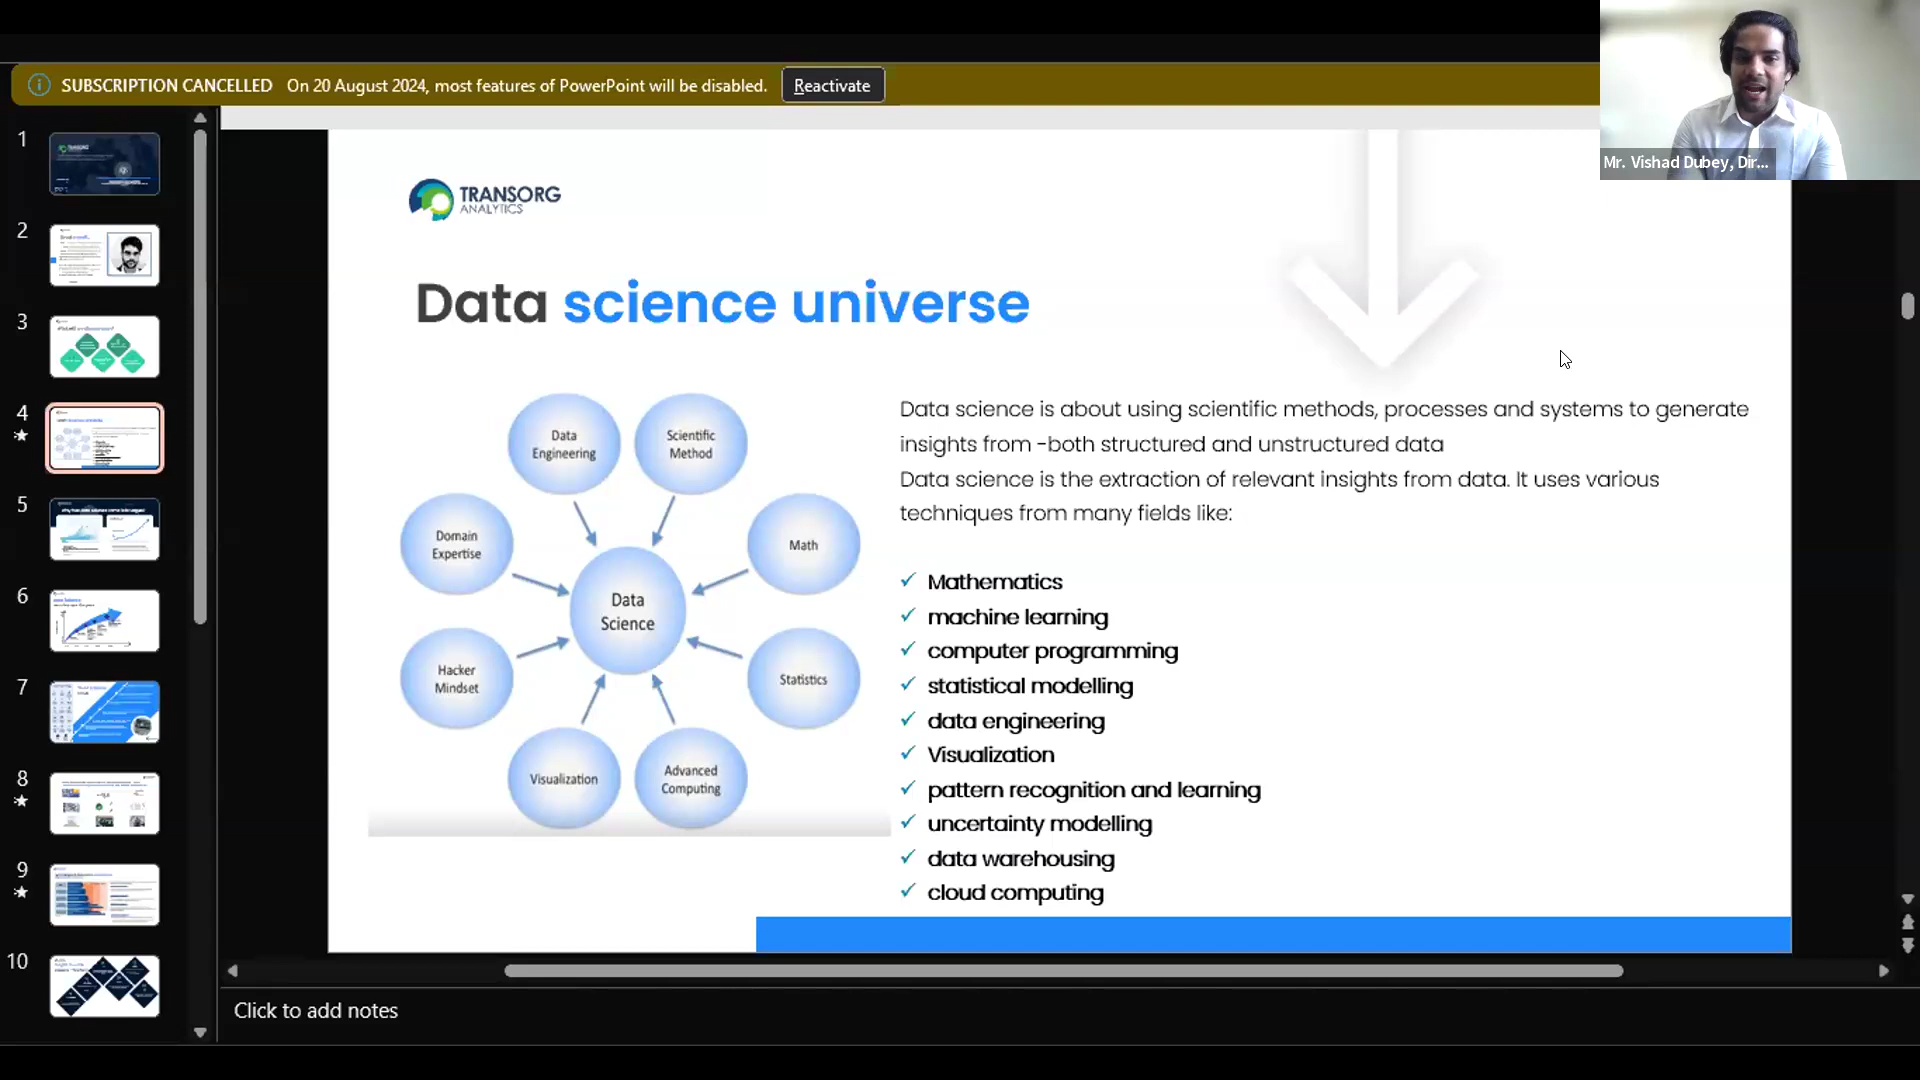 SUBSCRIPTION CANCELLED On 20 August 2024, most features of PowerPoint will be disabled. Reactivate
Mr. Vishad Dubey, Dir...
1
2
3
4
5
6
7
8
9
10
TRANSORG
ANALYTICS
Data science universe
Data
Engineering
Scientific
Method
Domain
Expertise
Math
Data
Science
Hacker
Mindset
Statistics
Visualization
Advanced
Computing
Data science is about using scientific methods, processes and systems to generate
insights from -both structured and unstructured data
Data science is the extraction of relevant insights from data. It uses various
techniques from many fields like:
✓ Mathematics
✓ machine learning
✓ computer programming
✓ statistical modelling
✓ data engineering
✓ Visualization
✓ pattern recognition and learning
✓ uncertainty modelling
✓ data warehousing
✓ cloud computing
Click to add notes